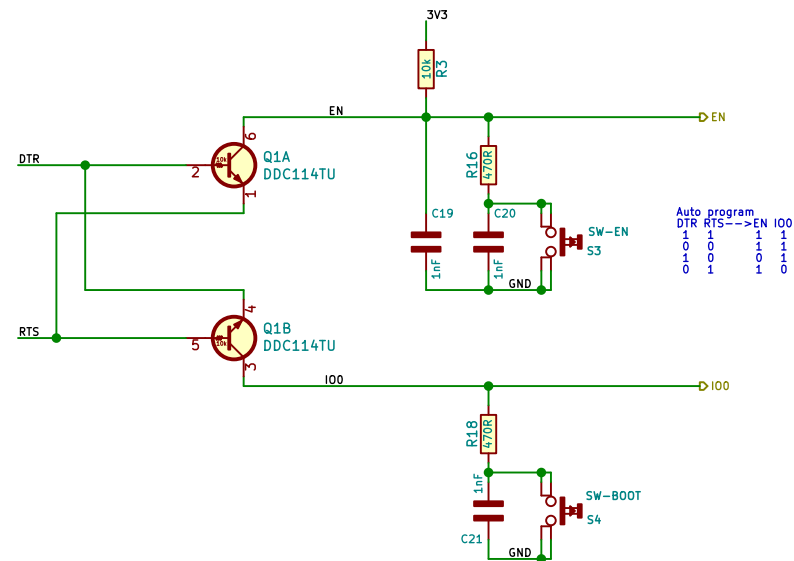 3V3
10k
R3
EN
EN
DTR
6
Q1A
10k
2
DDC114TU
1
R16
470R
C19
C20
1nF
1nF
SW-EN
S3
GND
Auto program
DTR RTS-->EN IO0
1 1 1 1
0 0 1 1
1 0 0 1
0 1 1 0
RTS
4
Q1B
10k
5
DDC114TU
3
IO0
IO0
R18
470R
1nF
C21
SW-BOOT
S4
GND